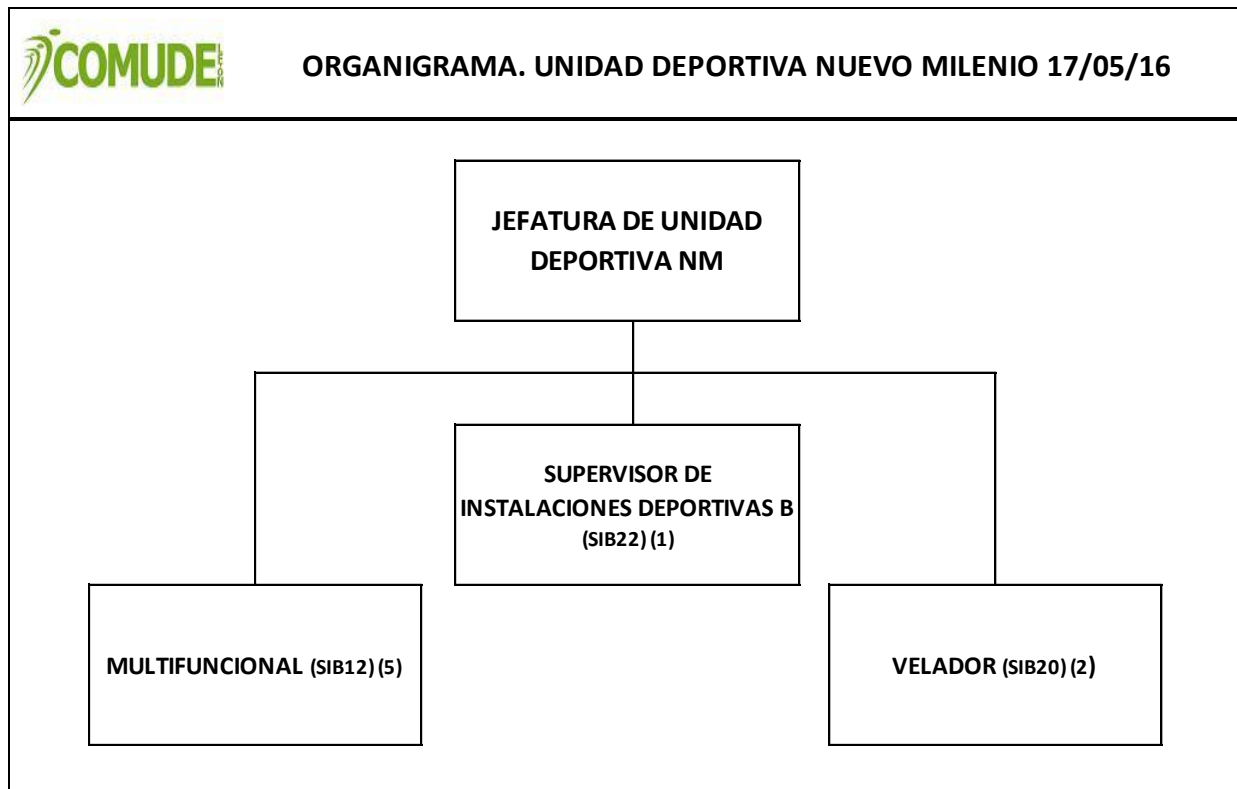 COMUDE LEÓN
ORGANIGRAMA. UNIDAD DEPORTIVA NUEVO MILENIO 17/05/16
JEFATURA DE UNIDAD
DEPORTIVA NM
SUPERVISOR DE
INSTALACIONES DEPORTIVAS B
(SIB22) (1)
MULTIFUNCIONAL (SIB12) (5)
VELADOR (SIB20) (2)